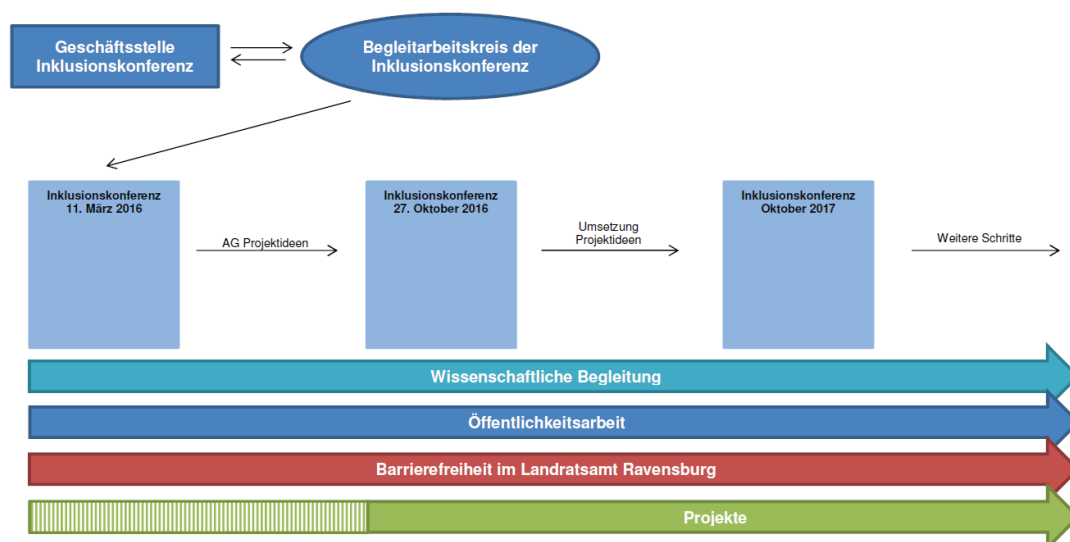 Geschäftsstelle
Inklusionskonferenz
Begleitarbeitskreis der
Inklusionskonferenz
Inklusionskonferenz
11. März 2016
AG Projektideen
Inklusionskonferenz
27. Oktober 2016
Umsetzung
Projektideen
Inklusionskonferenz
Oktober 2017
Weitere Schritte
Wissenschaftliche Begleitung
Öffentlichkeitsarbeit
Barrierefreiheit im Landratsamt Ravensburg
Projekte